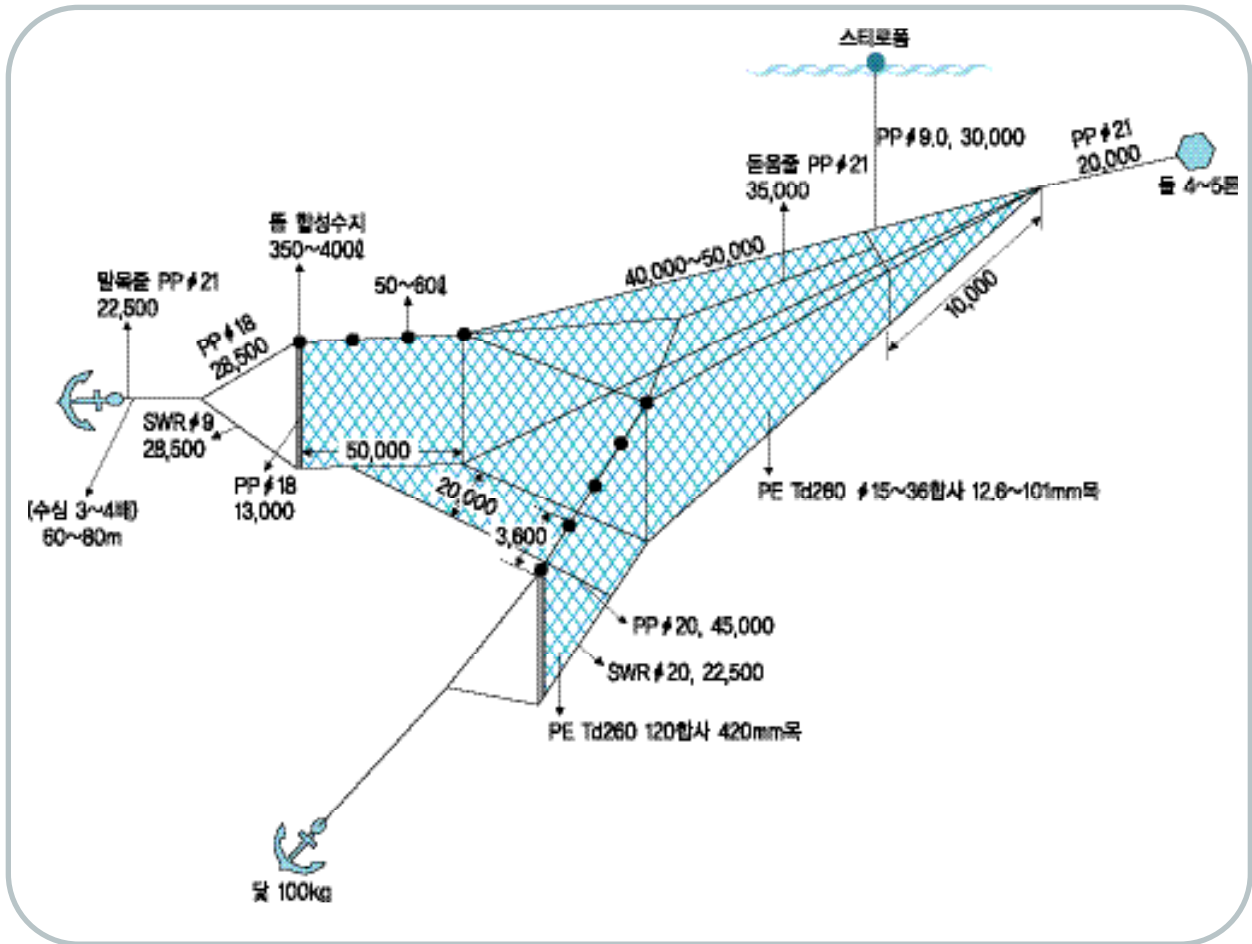 스티로폼
PP ∮9.0, 30,000
PP ∮21
20,000
돌 4~5톤
돋움줄 PP ∮21
35,000
뜸 합성수지
350~400ℓ
40,000~50,000
말목줄 PP ∮21
22,500
50~60ℓ
10,000
PP ∮18
28,500
SWR ∮9
28,500
50,000
PP ∮18
13,000
20,000
3,600
PE Td260 ∮15~36합사 12.6~101mm목
(수심 3~4배)
60~80m
PP ∮20, 45,000
SWR ∮20, 22,500
PE Td260 120합사 420mm목
닻 100kg